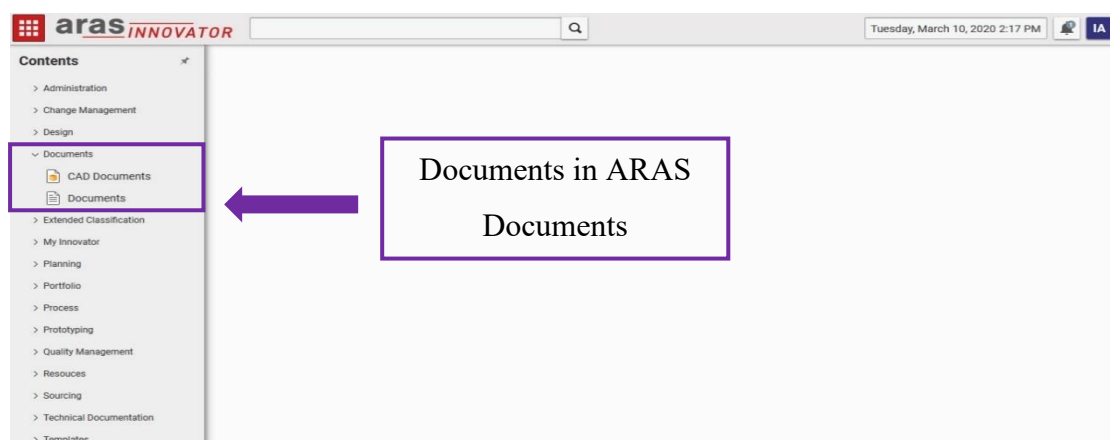 aras INNOVATOR
Tuesday, March 10, 2020 2:17 PM
IA
Contents
Administration
Change Management
Design
Documents
CAD Documents
Documents
Extended Classification
My Innovator
Planning
Portfolio
Process
Prototyping
Quality Management
Resouces
Sourcing
Technical Documentation
Templates
Documents in ARAS
Documents